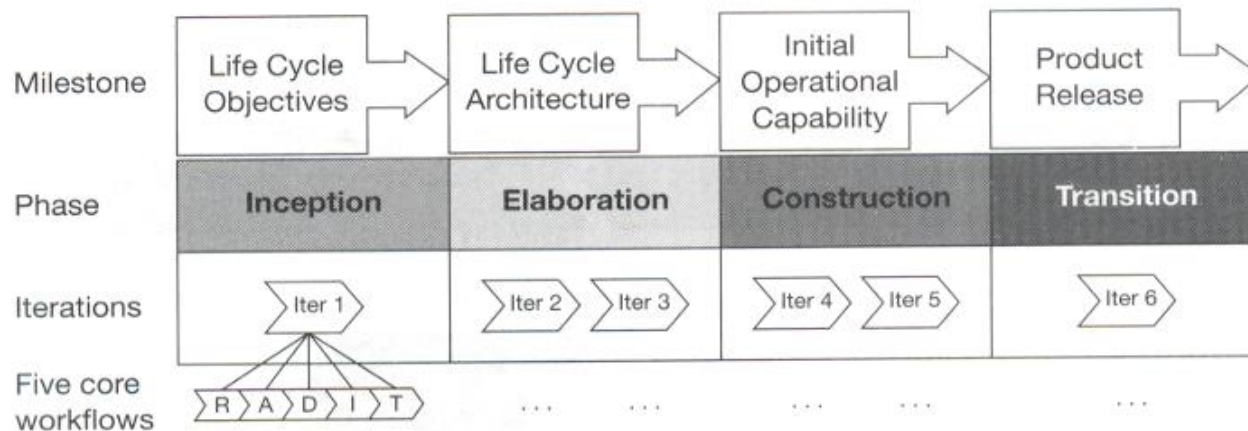 Milestone
Life Cycle
Objectives
Life Cycle
Architecture
Initial
Operational
Capability
Product
Release
Phase
Inception
Elaboration
Construction
Transition
Iterations
Iter 1
Iter 2
Iter 3
Iter 4
Iter 5
Iter 6
Five core
workflows
R A D I T
... ... ... ... ...